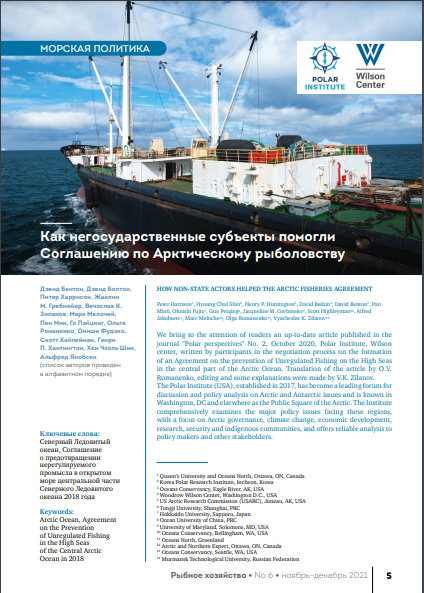 МОРСКАЯ ПОЛИТИКА
POLAR
INSTITUTE
Wilson
Center
Как негосударственные субъекты помогли
Соглашению по Арктическому рыболовству
Дэвид Бентон, Дэвид Болтон,
Питер Харрисон, Жаклин
М. Гребмейер, Вячеслав К.
Зиланов, Марк Мелочей,
Пен Мин, Го Пэйцинг, Ольга
Романенко, Оииши Фудзио,
Скотт Хайлейман, Генри
П. Хантингтон, Хен Чхоль Шин,
Альфред Якобсен
(список авторов приведен
в алфавитном порядке)
Ключевые слова:
Северный Ледовитый
океан, Соглашение
о предотвращении
нерегулируемого
промысла в открытом
море центральной части
Северного Ледовитого
океана 2018 года
Keywords:
Arctic Ocean, Agreement
on the Prevention
of Unregulated Fishing
in the High Seas
of the Central Arctic
Ocean in 2018
HOW NON-STATE ACTORS HELPED THE ARCTIC FISHERIES AGREEMENT
Peter Harrison¹, Hyoung Chul Shin², Henry P. Huntington³, David Balton⁴, David Benton⁵, Pan
Min⁶, Ohnishi Fujio⁷, Guo Peiqing⁸, Jacqueline M. Grebmeier⁹, Scott Highleyman¹⁰, Alfred
Jakobsen¹¹, Marc Meloche¹², Olga Romanenko¹³, Vyacheslav K. Zilanov¹⁴
We bring to the attention of readers an up-to-date article published in the
journal "Polar perspectives" No. 2, October 2020, Polar Institute, Wilson
center, written by participants in the negotiation process on the formation
of an Agreement on the prevention of Unregulated Fishing on the High Seas
in the central part of the Arctic Ocean. Translation of the article by O.V.
Romanenko, editing and some explanations were made by V.K. Zilanov.
The Polar Institute (USA), established in 2017, has become a leading forum for
discussion and policy analysis on Arctic and Antarctic issues and is known in
Washington, DC and elsewhere as the Public Square of the Arctic. The Institute
comprehensively examines the major policy issues facing these regions,
with a focus on Arctic governance, climate change, economic development,
research, security and indigenous communities, and offers reliable analysis to
policy makers and other stakeholders.
¹ Queen's University and Oceans North, Ottawa, ON, Canada
² Korea Polar Research Institute, Incheon, Korea
³ Oceans Conservancy, Eagle River, AK, USA
⁴ Woodrow Wilson Center, Washington D.C., USA
⁵ US Arctic Research Commission (USARC), Juneau, AK, USA
⁶ Tongji University, Shanghai, PRC
⁷ Hokkaido University, Sapporo, Japan
⁸ Ocean University of China, PRC
⁹ University of Maryland, Solomons, MD, USA
¹⁰ Oceans Conservancy, Bellingham, WA, USA
¹¹ Oceans North, Greenland
¹² Arctic and Northern Expert, Ottawa, ON, Canada
¹³ Oceans Conservancy, Seattle, WA, USA
¹⁴ Murmansk Technological University, Russian Federation
Рыбное хозяйство • No 6 • ноябрь-декабрь 2021
5